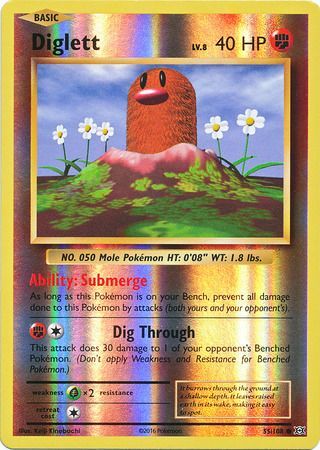 BASIC
Diglett LV.8 40 HP
NO. 050 Mole Pokémon HT: 0'08" WT: 1.8 lbs.
Ability: Submerge
As long as this Pokémon is on your Bench, prevent all damage
done to this Pokémon by attacks (both yours and your opponent's).
Dig Through
This attack does 30 damage to 1 of your opponent's Benched
Pokémon. (Don't apply Weakness and Resistance for Benched
Pokémon.)
weakness ×2 resistance
retreat
cost
It burrows through the ground at
a shallow depth. It leaves raised
earth in its wake, making it easy
to spot.
Illus. Keiji Kinebuchi ©2016 Pokémon 55/108